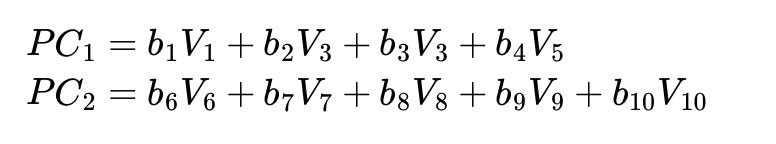 PC₁ = b₁V₁ + b₂V₃ + b₃V₃ + b₄V₅
PC₂ = b₆V₆ + b₇V₇ + b₈V₈ + b₉V₉ + b₁₀V₁₀